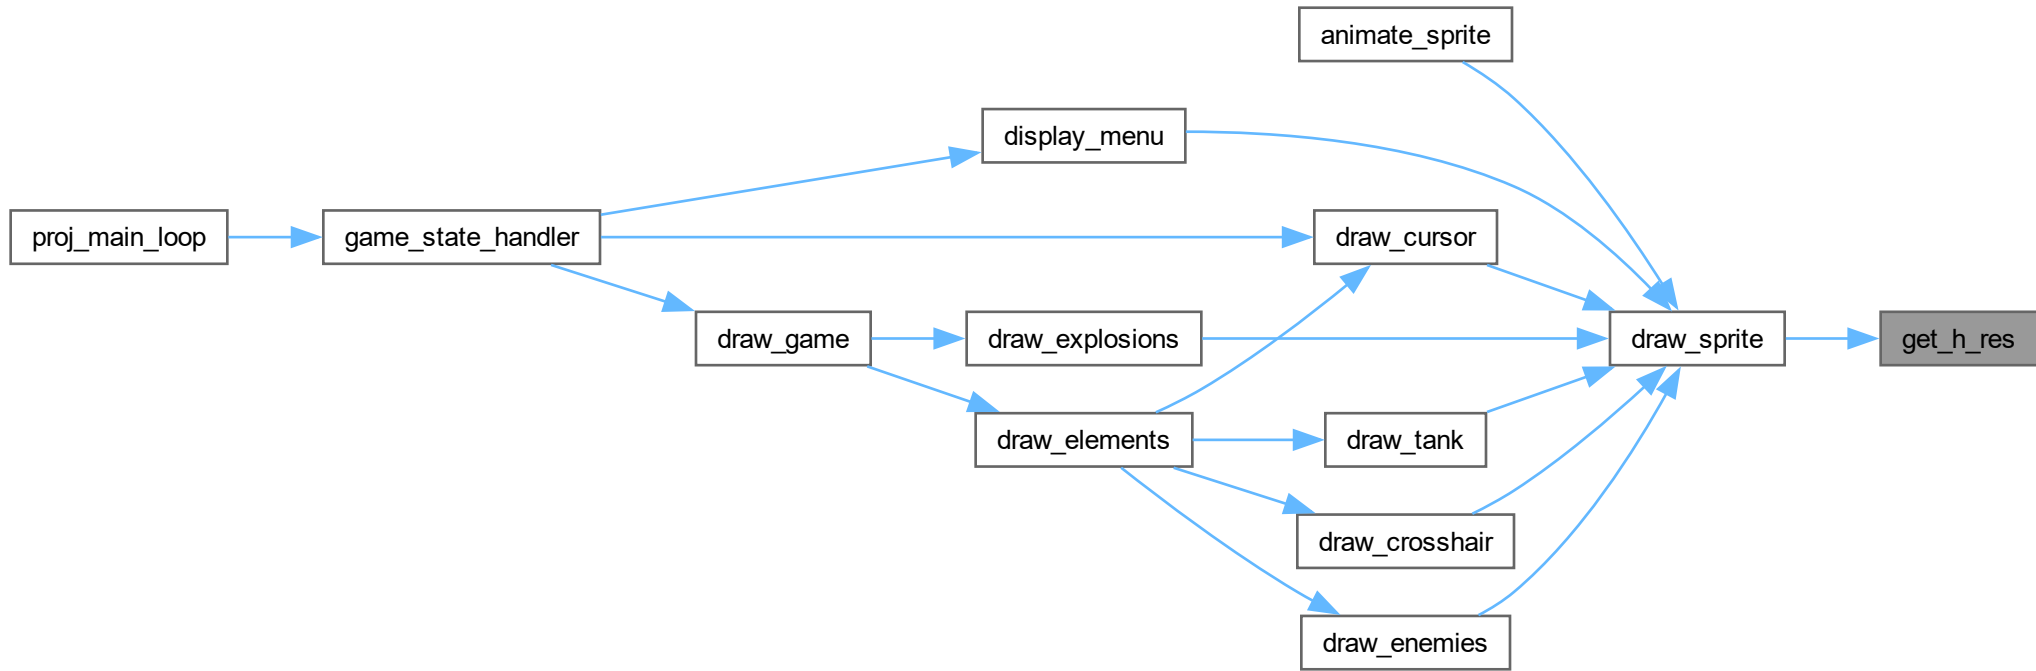 animate_sprite
display_menu
proj_main_loop
game_state_handler
draw_cursor
draw_game
draw_explosions
draw_sprite
get_h_res
draw_elements
draw_tank
draw_crosshair
draw_enemies